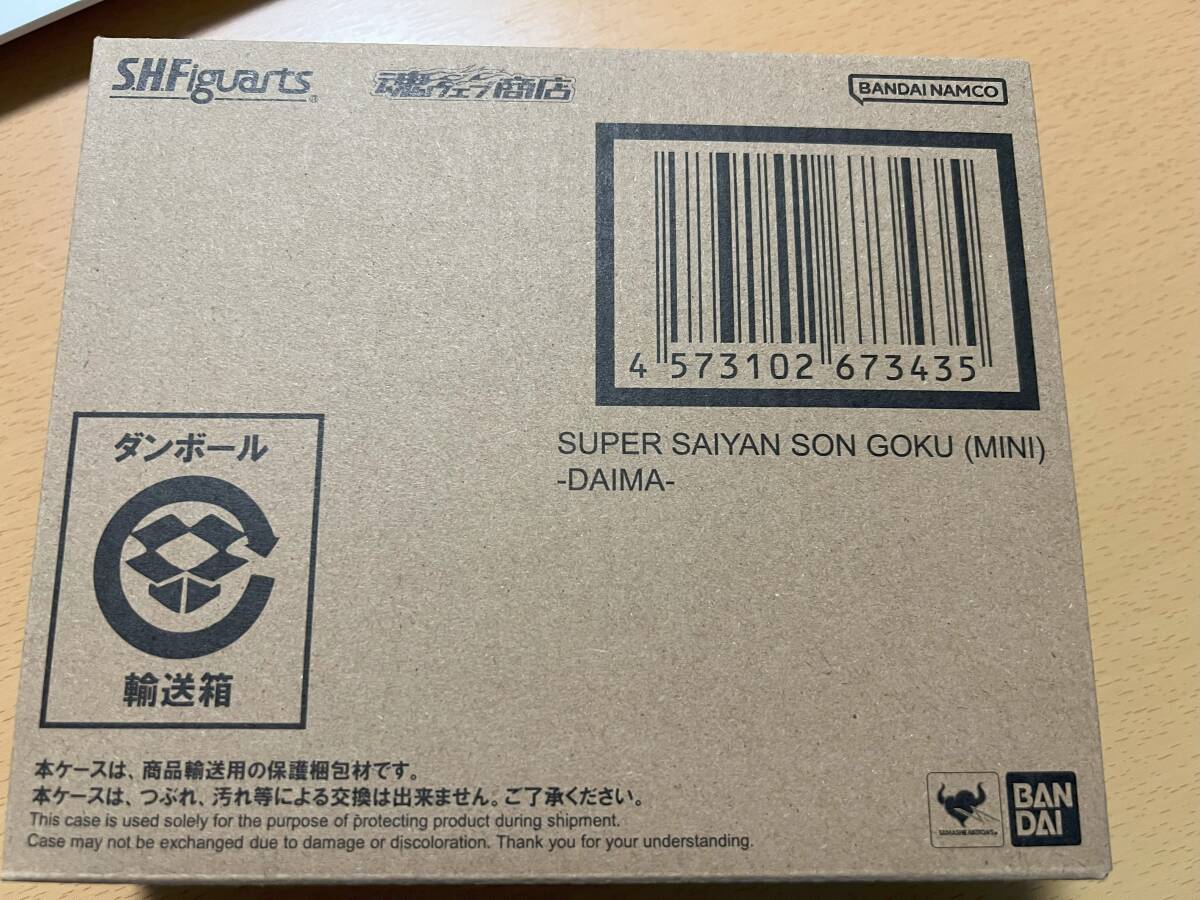 S.H.Figuarts®
魂ウェブ商店
BANDAI NAMCO
4 573102 673435
SUPER SAIYAN SON GOKU (MINI)
-DAIMA-
ダンボール
輸送箱
本ケースは、商品輸送用の保護梱包材です。
本ケースは、つぶれ、汚れ等による交換は出来ません。ご了承ください。
This case is used solely for the purpose of protecting product during shipment.
Case may not be exchanged due to damage or discoloration. Thank you for your understanding.
BAN
DAI